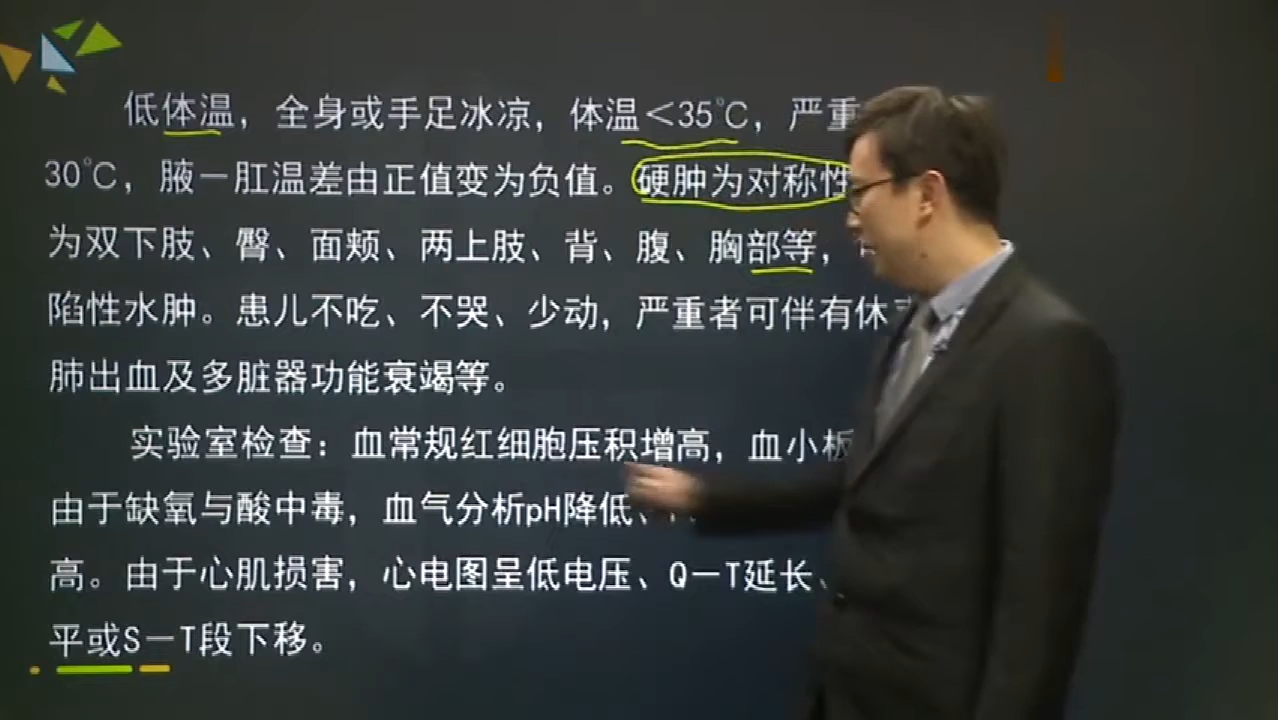 低体温，全身或手足冰凉，体温＜35℃，严重
30℃，腋－肛温差由正值变为负值。硬肿为对称性
为双下肢、臀、面颊、两上肢、背、腹、胸部等，
陷性水肿。患儿不吃、不哭、少动，严重者可伴有休
肺出血及多脏器功能衰竭等。
实验室检查：血常规红细胞压积增高，血小板
由于缺氧与酸中毒，血气分析pH降低、
高。由于心肌损害，心电图呈低电压、Q－T延长、
平或S－T段下移。